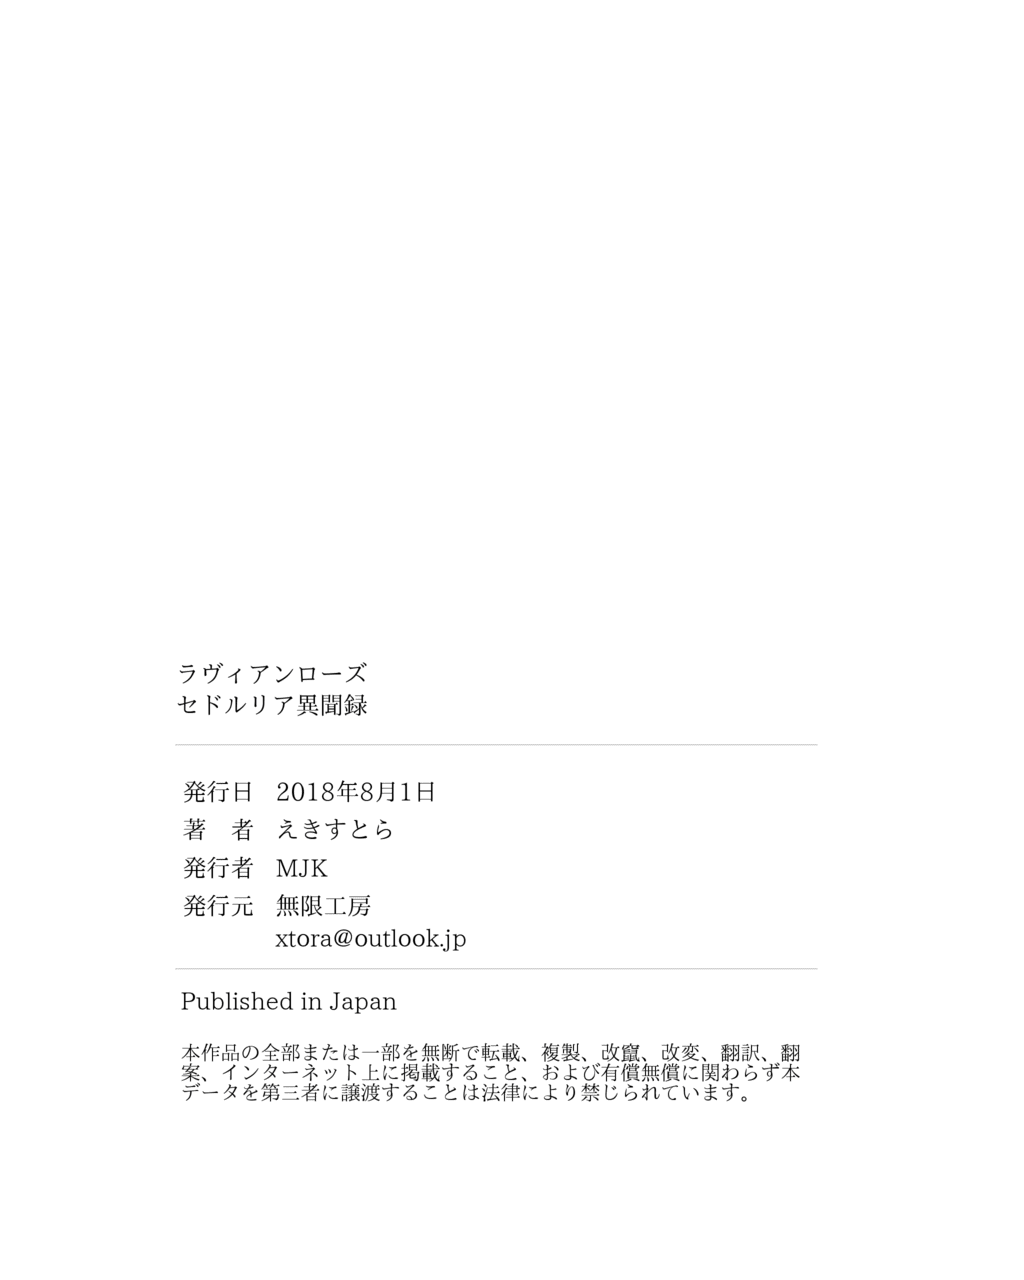 ラヴィアンローズ
セドルリア異聞録
発行日 2018年8月1日
著　者 えきすとら
発行者 MJK
発行元 無限工房
xtora@outlook.jp
Published in Japan
本作品の全部または一部を無断で転載、複製、改竄、改変、翻訳、翻
案、インターネット上に掲載すること、および有償無償に関わらず本
データを第三者に譲渡することは法律により禁じられています。